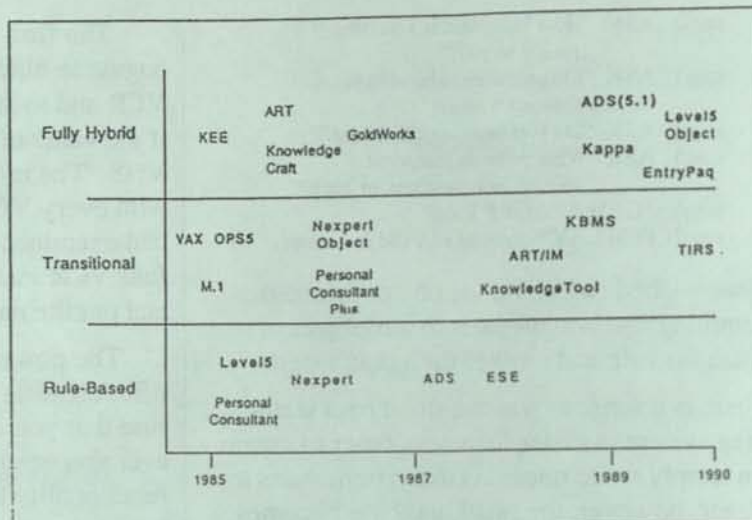 ART
ADS(5.1)
Level5
Object
Fully Hybrid
KEE
GoldWorks
Knowledge
Craft
Kappa
EntryPaq
Nexpert
Object
KBMS
VAX OPS5
ART/IM
TIRS
Transitional
M.1
Personal
Consultant
Plus
KnowledgeTool
Level5
Nexpert
ADS
ESE
Rule-Based
Personal
Consultant
1985
1987
1989
1990